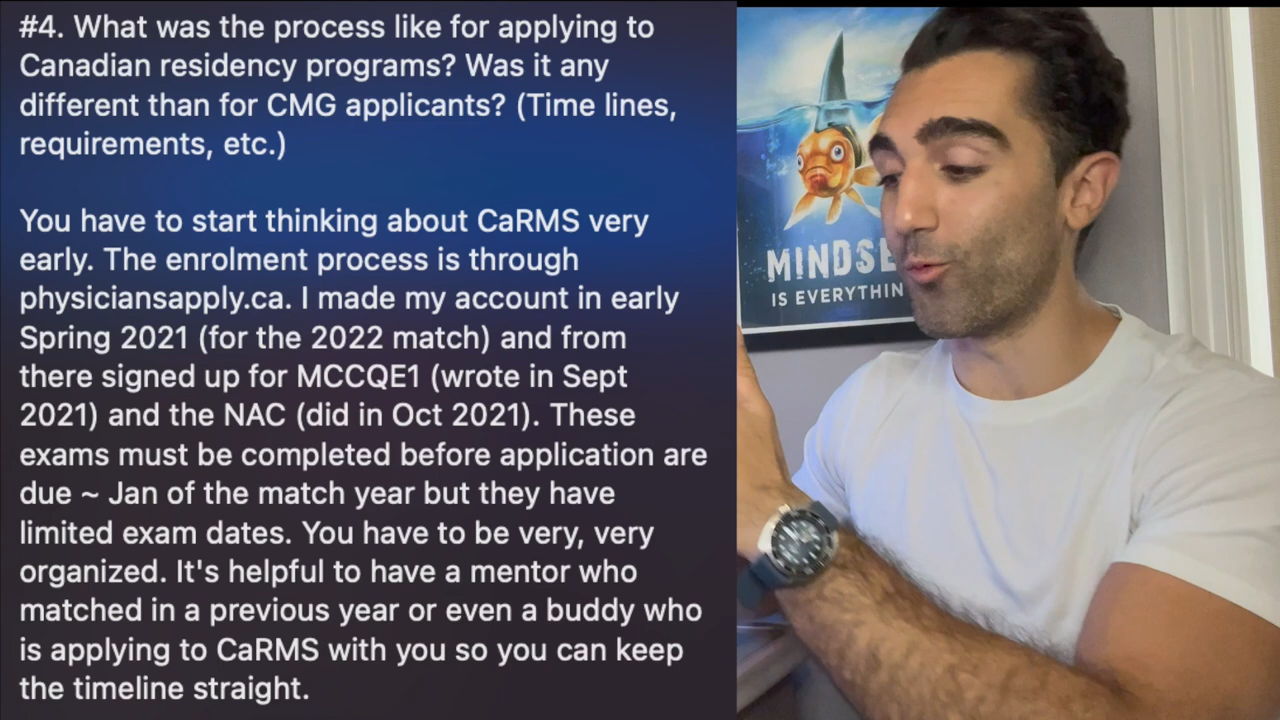 #4. What was the process like for applying to
Canadian residency programs? Was it any
different than for CMG applicants? (Time lines,
requirements, etc.)
You have to start thinking about CaRMS very
early. The enrolment process is through
physiciansapply.ca. I made my account in early
Spring 2021 (for the 2022 match) and from
there signed up for MCCQE1 (wrote in Sept
2021) and the NAC (did in Oct 2021). These
exams must be completed before application are
due ~ Jan of the match year but they have
limited exam dates. You have to be very, very
organized. It's helpful to have a mentor who
matched in a previous year or even a buddy who
is applying to CaRMS with you so you can keep
the timeline straight.
MINDSE
IS EVERYTHIN